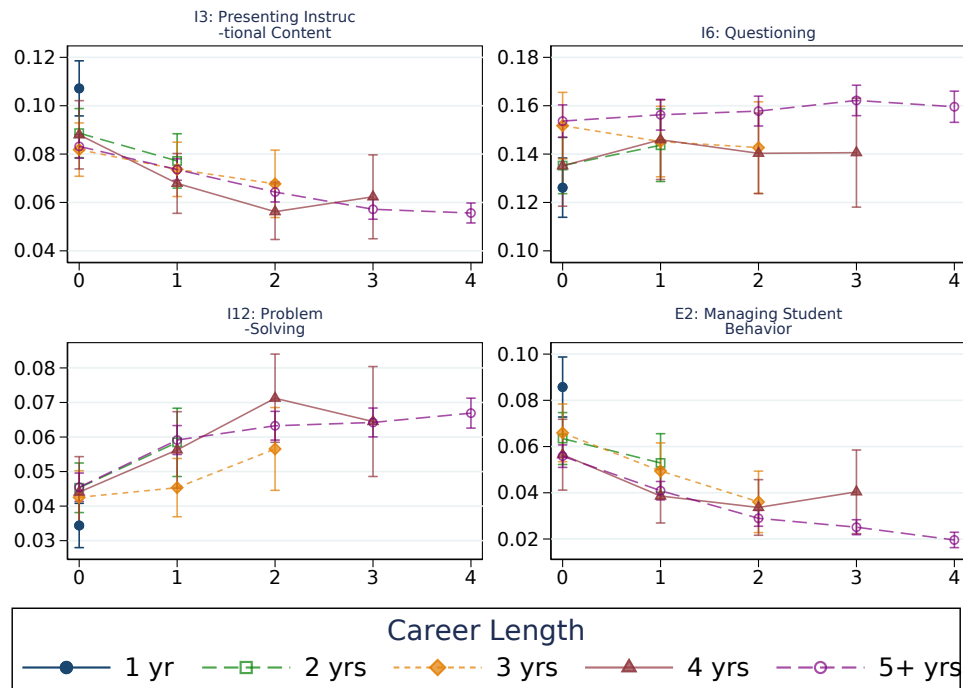 I3: Presenting Instruc
-tional Content
0.12
0.10
0.08
0.06
0.04
0 1 2 3 4
I6: Questioning
0.18
0.16
0.14
0.12
0.10
0 1 2 3 4
I12: Problem
-Solving
0.08
0.07
0.06
0.05
0.04
0.03
0 1 2 3 4
E2: Managing Student
Behavior
0.10
0.08
0.06
0.04
0.02
0 1 2 3 4
Career Length
1 yr 2 yrs 3 yrs 4 yrs 5+ yrs